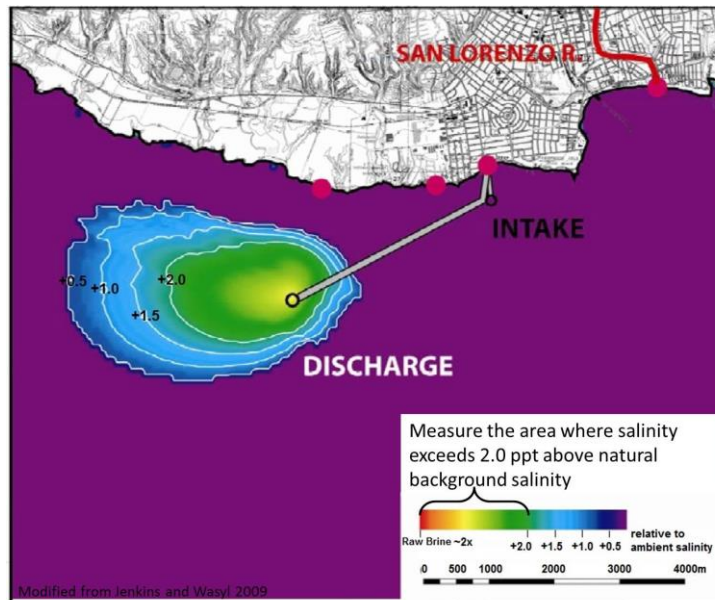 SAN LORENZO R.
INTAKE
+0.5
+1.0
+2.0
+1.5
DISCHARGE
Measure the area where salinity
exceeds 2.0 ppt above natural
background salinity
Raw Brine ~2x
+2.0
+1.5
+1.0
+0.5
relative to
ambient salinity
0 500 1000 2000 3000 4000m
Modified from Jenkins and Wasyl 2009